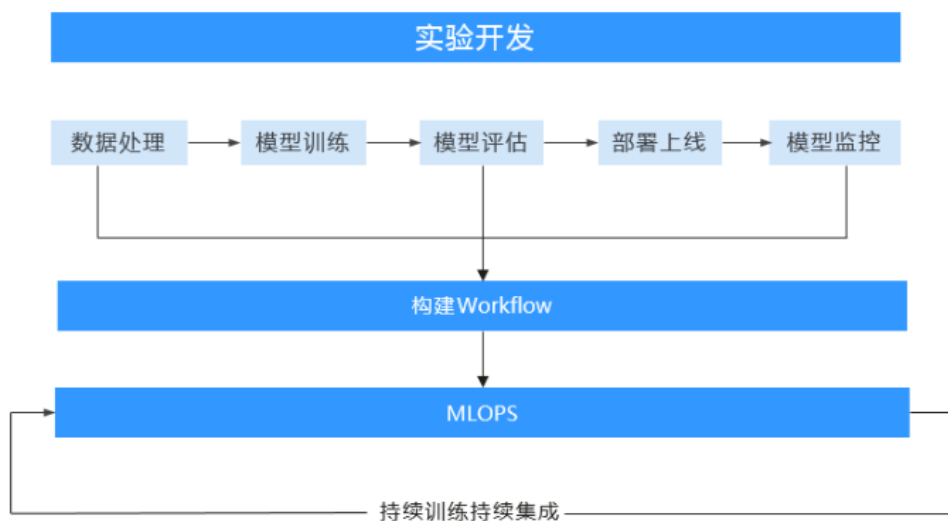 实验开发
数据处理
模型训练
模型评估
部署上线
模型监控
构建Workflow
MLOPS
持续训练持续集成